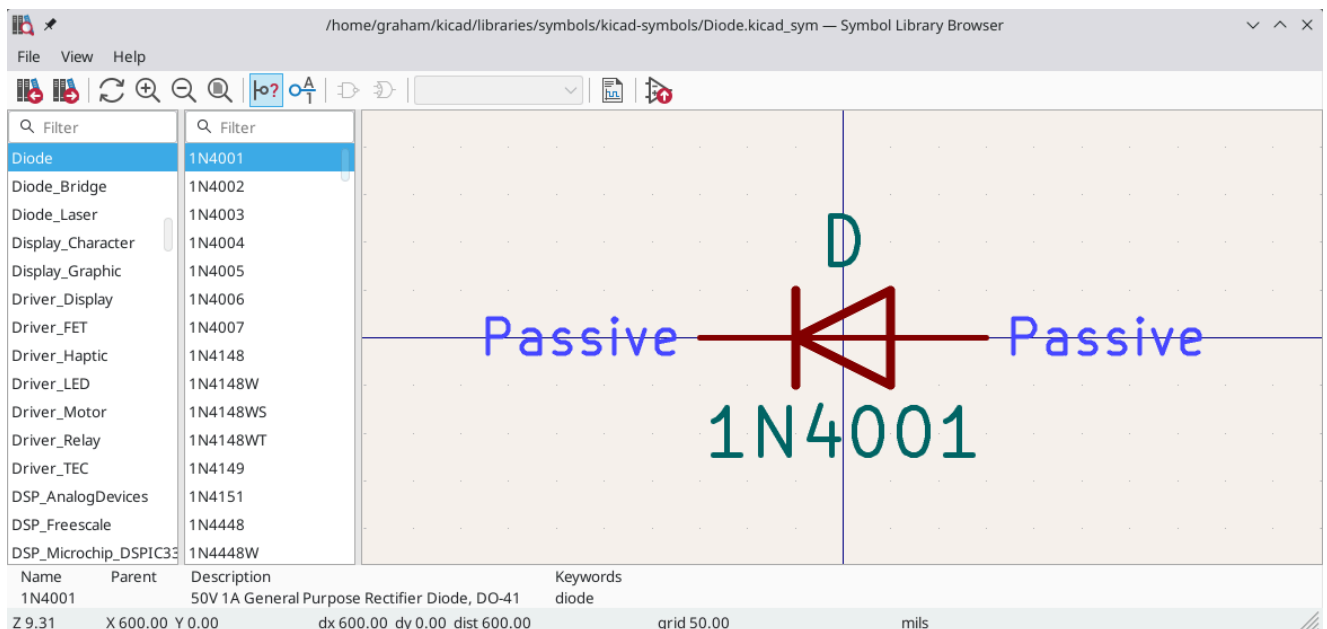 /home/graham/kicad/libraries/symbols/kicad-symbols/Diode.kicad_sym — Symbol Library Browser
File View Help
Filter
Diode
Diode_Bridge
Diode_Laser
Display_Character
Display_Graphic
Driver_Display
Driver_FET
Driver_Haptic
Driver_LED
Driver_Motor
Driver_Relay
Driver_TEC
DSP_AnalogDevices
DSP_Freescale
DSP_Microchip_DSPIC33
Filter
1N4001
1N4002
1N4003
1N4004
1N4005
1N4006
1N4007
1N4148
1N4148W
1N4148WS
1N4148WT
1N4149
1N4151
1N4448
1N4448W
D
Passive Passive
1N4001
Name Parent Description Keywords
1N4001 50V 1A General Purpose Rectifier Diode, DO-41 diode
Z 9.31 X 600.00 Y 0.00 dx 600.00 dy 0.00 dist 600.00 grid 50.00 mils